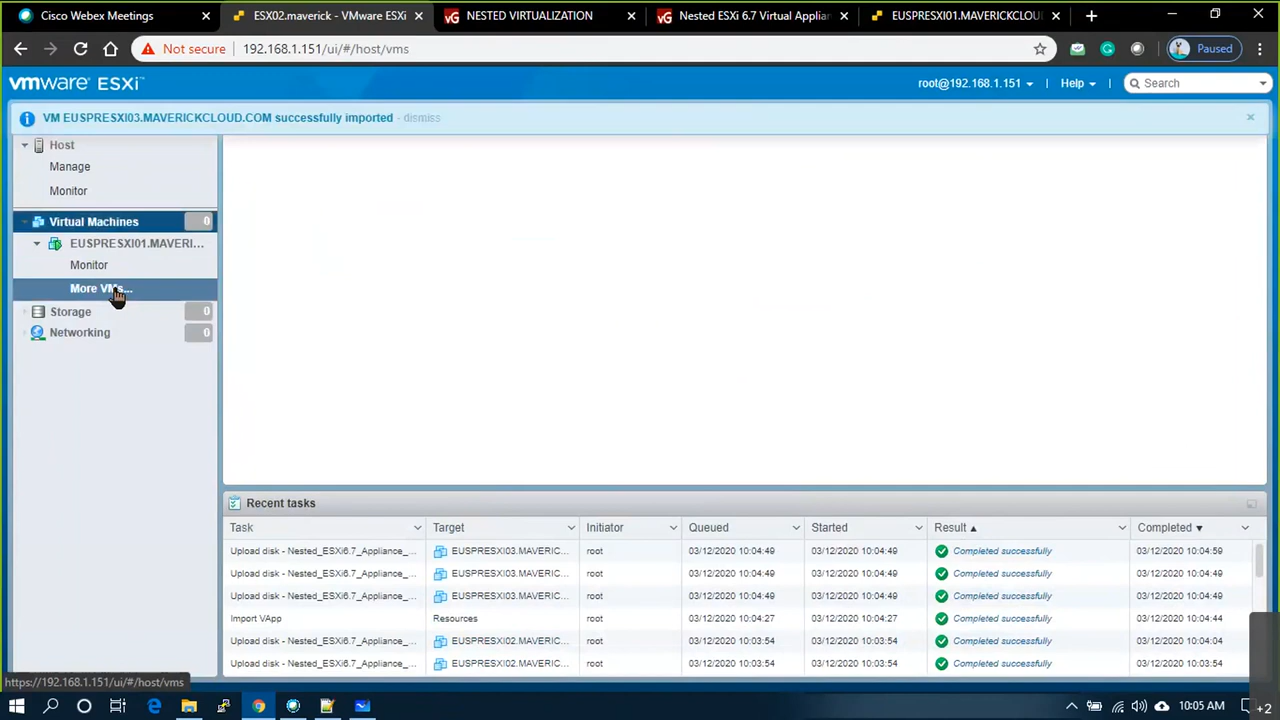 Cisco Webex Meetings
ESX02.maverick - VMware ESXi
NESTED VIRTUALIZATION
Nested ESXi 6.7 Virtual Applian
EUSPRESXI01.MAVERICKCLOU
Not secure
192.168.1.151/ui/#/host/vms
Paused
vmware ESXi
root@192.168.1.151
Help
Search
VM EUSPRESXI03.MAVERICKCLOUD.COM successfully imported - dismiss
Host
Manage
Monitor
Virtual Machines 0
EUSPRESXI01.MAVERI...
Monitor
More VMs...
Storage 0
Networking 0
Recent tasks
Task Target Initiator Queued Started Result Completed
Upload disk - Nested_ESXi6.7_Appliance_... EUSPRESXI03.MAVERIC... root 03/12/2020 10:04:49 03/12/2020 10:04:49 Completed successfully 03/12/2020 10:04:59
Upload disk - Nested_ESXi6.7_Appliance_... EUSPRESXI03.MAVERIC... root 03/12/2020 10:04:49 03/12/2020 10:04:49 Completed successfully 03/12/2020 10:04:49
Upload disk - Nested_ESXi6.7_Appliance_... EUSPRESXI03.MAVERIC... root 03/12/2020 10:04:49 03/12/2020 10:04:49 Completed successfully 03/12/2020 10:04:49
Import VApp Resources root 03/12/2020 10:04:27 03/12/2020 10:04:27 Completed successfully 03/12/2020 10:04:44
Upload disk - Nested_ESXi6.7_Appliance_... EUSPRESXI02.MAVERIC... root 03/12/2020 10:03:54 03/12/2020 10:03:54 Completed successfully 03/12/2020 10:04:04
Upload disk - Nested_ESXi6.7_Appliance_... EUSPRESXI02.MAVERIC... root 03/12/2020 10:03:54 03/12/2020 10:03:54 Completed successfully 03/12/2020 10:03:54
https://192.168.1.151/ui/#/host/vms
10:05 AM
+2